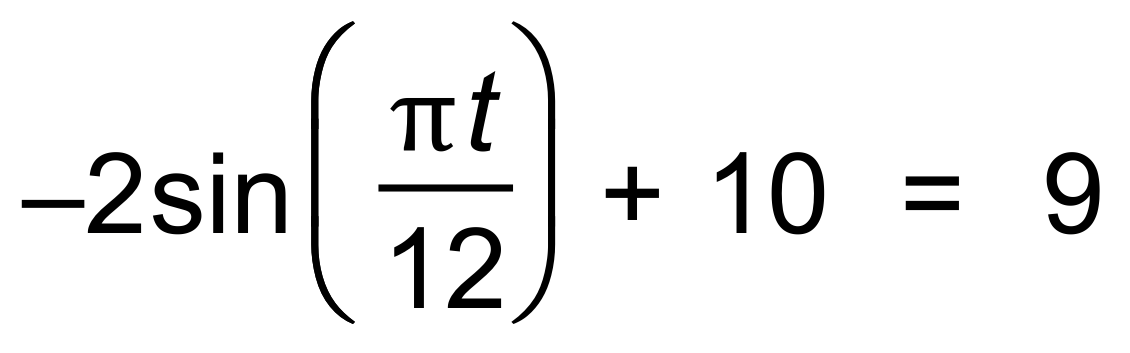 –2sin(πt/12) + 10 = 9